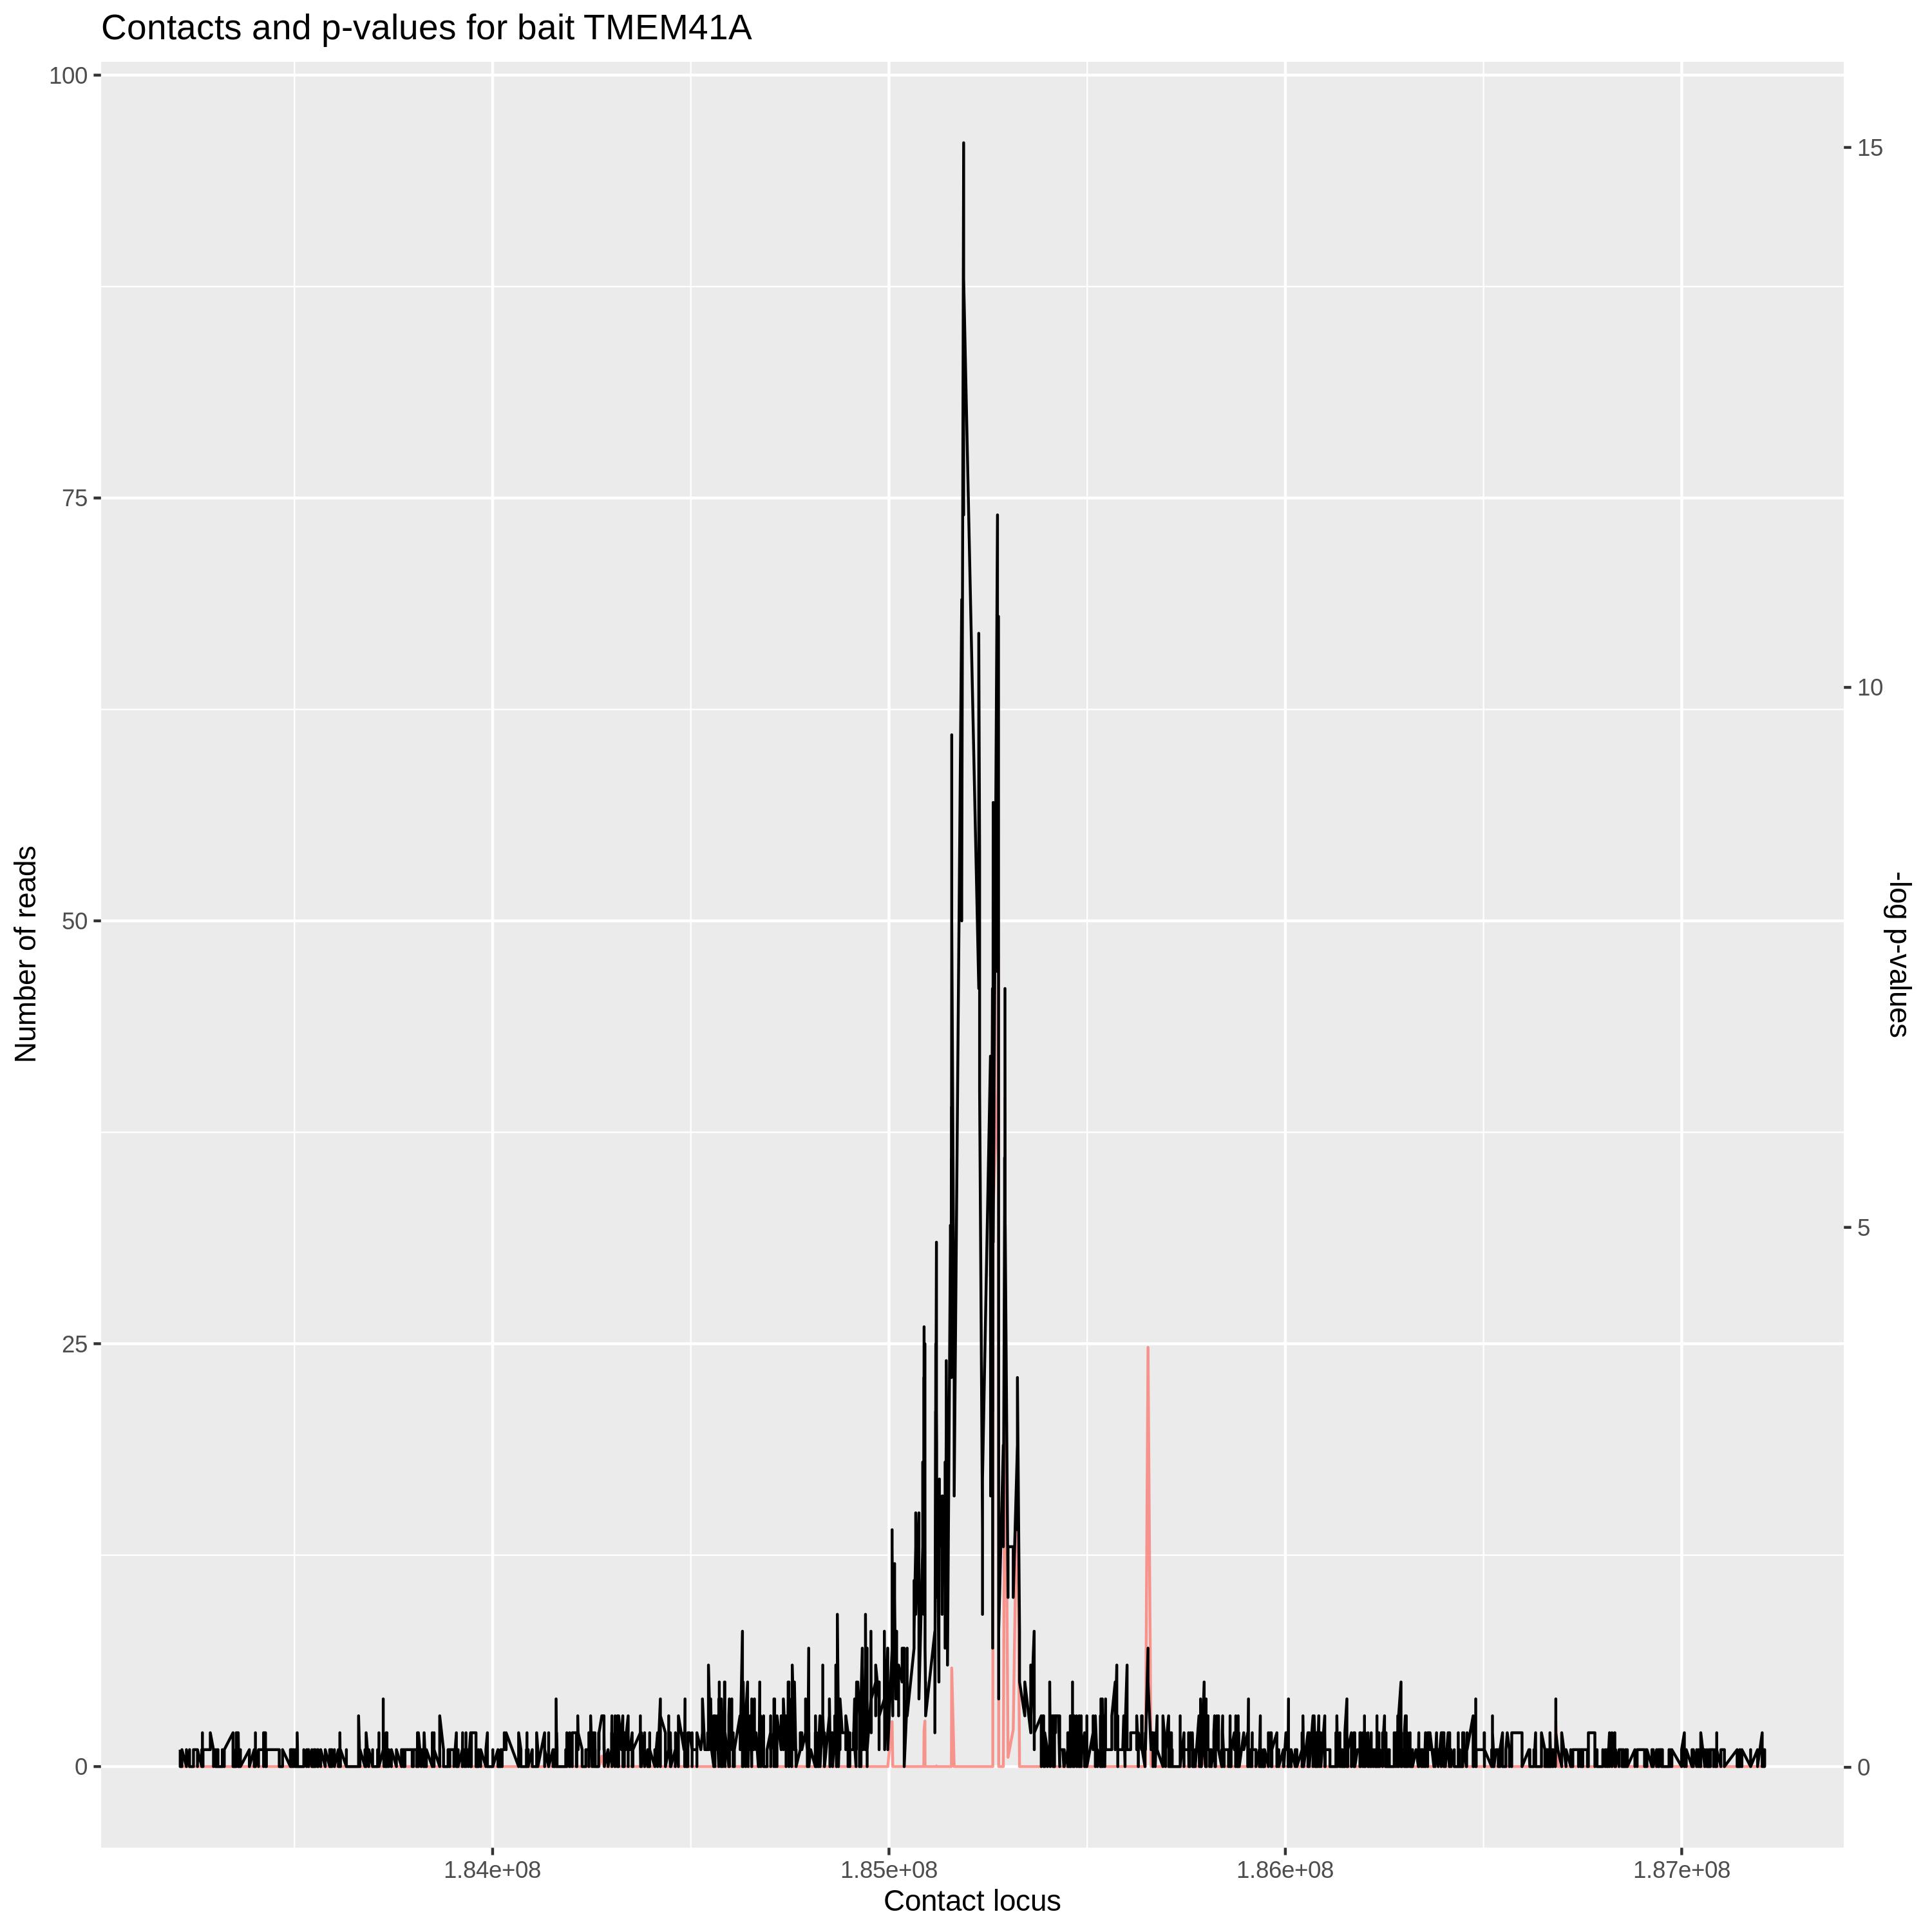 Contacts and p-values for bait TMEM41A
100
75
50
25
0
Number of reads
15
10
5
0
-log p-values
1.84e+08
1.85e+08
1.86e+08
1.87e+08
Contact locus